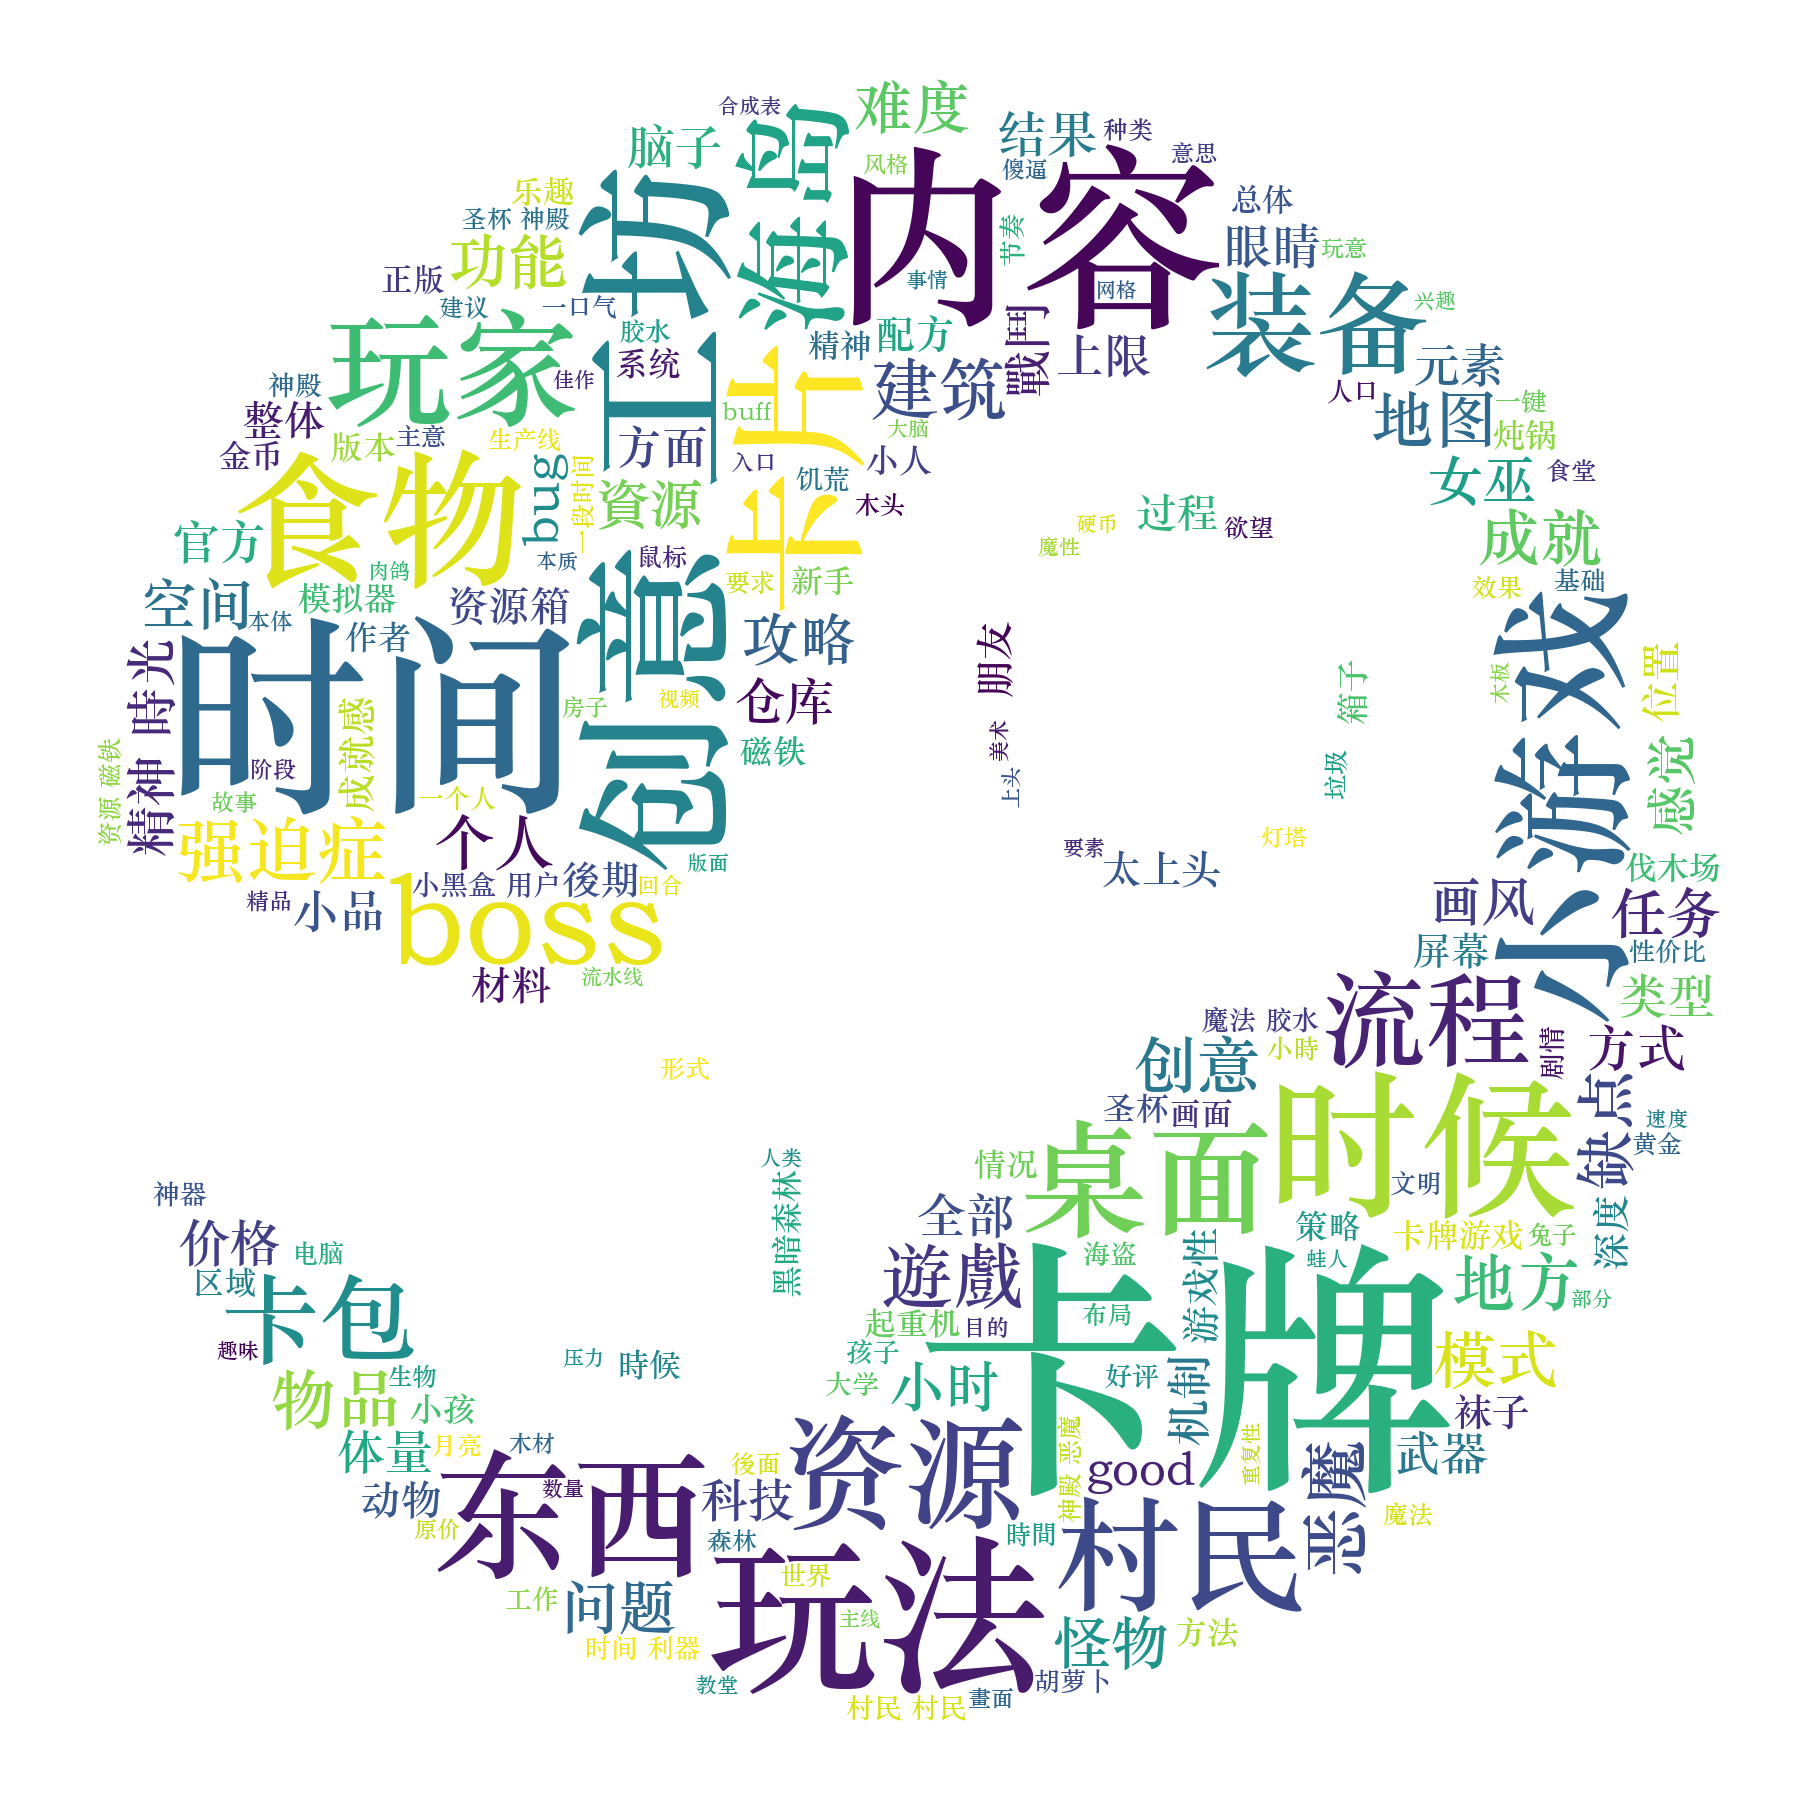 合成表
难度
脑子
海岛
结果
种类
风格
傻逼
意思
乐趣
总体
圣杯 神殿
内容
功能
眼睛
玩意
节奏
正版
事情
网格
建议
一口气
装备
兴趣
创意工坊
玩家
胶水
精神
配方
戰鬥
上限
元素
系统
卡片
建筑
神殿
佳作
人口
地图
一键
整体
buff
大脑
版本
主意
生产线
方面
炖锅
金币
入口
小人
食物
bug
一段时间
饥荒
女巫
食堂
資源
木头
过程
欲望
硬币
官方
成就
魔性
本质
鼠标
肉鸽
要求
新手
效果
基础
空间
模拟器
资源箱
本体
时间
作者
攻略
朋友
小游戏
精神 時光
仓库
箱子
木板
位置
房子
视频
成就感
磁铁
美术
资源 磁铁
阶段
上头
垃圾
感觉
故事
一个人
强迫症
个人
灯塔
要素
版面
太上头
伐木场
小黑盒 用户
後期
回合
画风
精品
小品
boss
任务
屏幕
性价比
材料
流水线
流程
类型
魔法 胶水
形式
创意
小時
剧情
方式
时候
缺点
圣杯
画面
速度
桌面
黄金
人类
情况
黑暗森林
文明
神器
全部
深度
价格
电脑
游戏性
策略
卡牌游戏
兔子
遊戲
海盗
蛙人
卡牌
区域
卡包
地方
部分
起重机
目的
布局
趣味
压力
時候
孩子
模式
生物
大学
小时
好评
机制
物品
小孩
袜子
体量
月亮
木材
後面
资源
神殿 恶魔
重复性
恶魔
武器
东西
good
动物
数量
科技
村民
魔法
原价
森林
時間
玩法
世界
工作
问题
主线
怪物
方法
时间 利器
教堂
胡萝卜
村民 村民
畫面